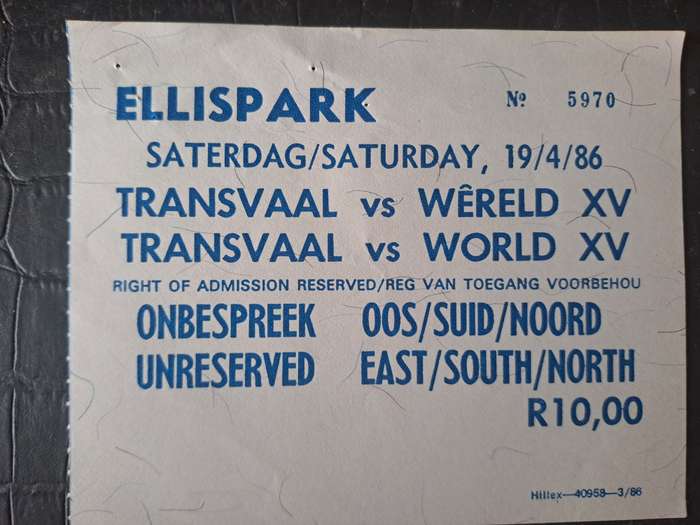 ELLISPARK Nº 5970
SATERDAG/SATURDAY, 19/4/86
TRANSVAAL vs WÊRELD XV
TRANSVAAL vs WORLD XV
RIGHT OF ADMISSION RESERVED/REG VAN TOEGANG VOORBEHOU
ONBESPREEK OOS/SUID/NOORD
UNRESERVED EAST/SOUTH/NORTH
R10,00
Hillex—40958—3/86